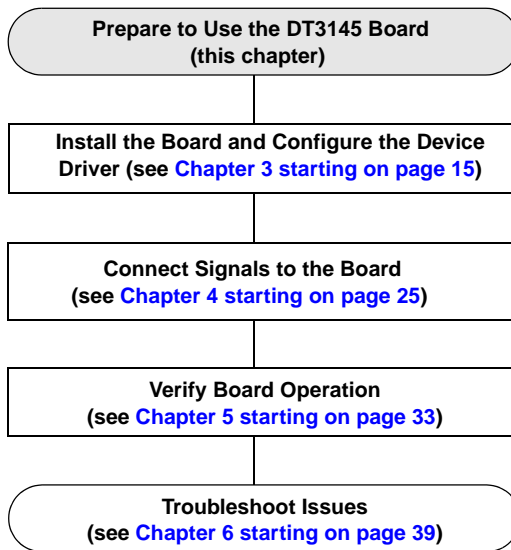 Prepare to Use the DT3145 Board
(this chapter)
Install the Board and Configure the Device
Driver (see Chapter 3 starting on page 15)
Connect Signals to the Board
(see Chapter 4 starting on page 25)
Verify Board Operation
(see Chapter 5 starting on page 33)
Troubleshoot Issues
(see Chapter 6 starting on page 39)